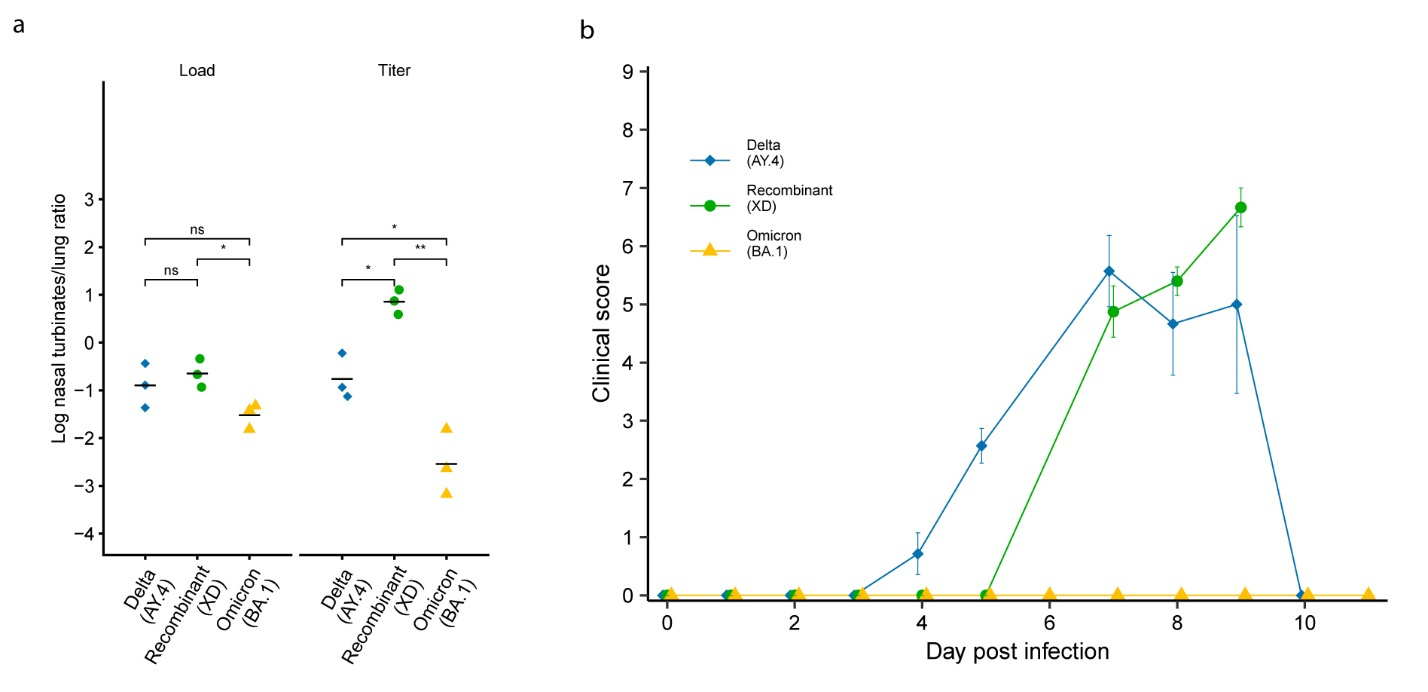 a
Load
Titer
Log nasal turbinates/lung ratio
3
2
1
0
−1
−2
−3
−4
ns
*
ns
*
**
*
Delta
(AY.4)
Recombinant
(XD)
Omicron
(BA.1)
Delta
(AY.4)
Recombinant
(XD)
Omicron
(BA.1)
b
Clinical score
9
8
7
6
5
4
3
2
1
0
Delta
(AY.4)
Recombinant
(XD)
Omicron
(BA.1)
0
2
4
6
8
10
Day post infection